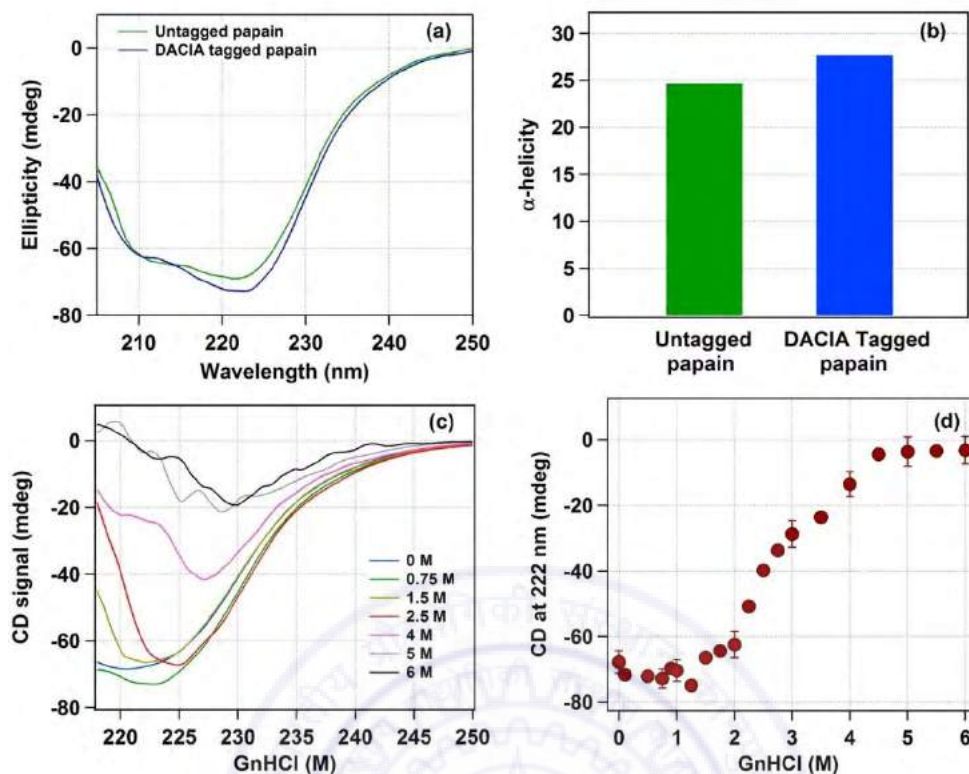 Untagged papain
DACIA tagged papain
(a)
0
-20
-40
-60
-80
Ellipticity (mdeg)
210 220 230 240 250
Wavelength (nm)
(b)
30
25
20
15
10
5
0
α-helicity
Untagged papain
DACIA Tagged papain
(c)
0
-20
-40
-60
-80
CD signal (mdeg)
0 M
0.75 M
1.5 M
2.5 M
4 M
5 M
6 M
220 225 230 235 240 245 250
GnHCl (M)
(d)
0
-20
-40
-60
-80
CD at 222 nm (mdeg)
0 1 2 3 4 5 6
GnHCl (M)